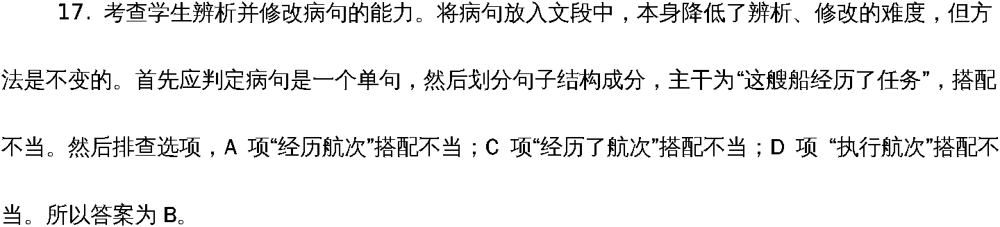 17. 考查学生辨析并修改病句的能力。将病句放入文段中，本身降低了辨析、修改的难度，但方
法是不变的。首先应判定病句是一个单句，然后划分句子结构成分，主干为“这艘船经历了任务”，搭配
不当。然后排查选项，A 项“经历航次”搭配不当；C 项“经历了航次”搭配不当；D 项 “执行航次”搭配不
当。所以答案为 B。